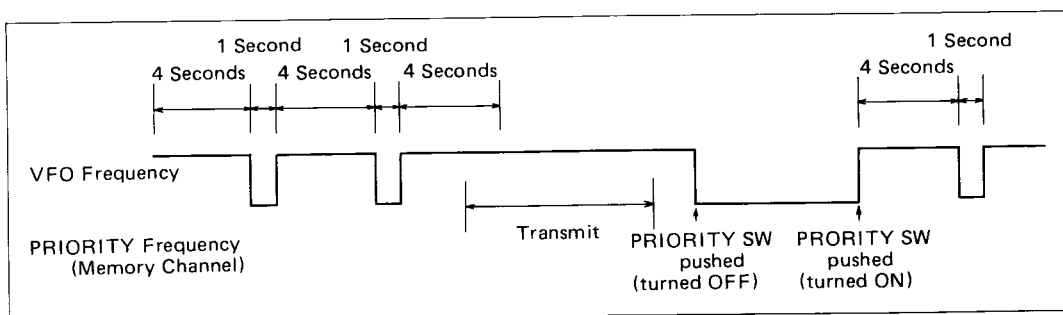 1 Second 1 Second
4 Seconds 4 Seconds 4 Seconds
1 Second
4 Seconds
VFO Frequency
PRIORITY Frequency
(Memory Channel)
Transmit
PRIORITY SW
pushed
(turned OFF)
PRORITY SW
pushed
(turned ON)